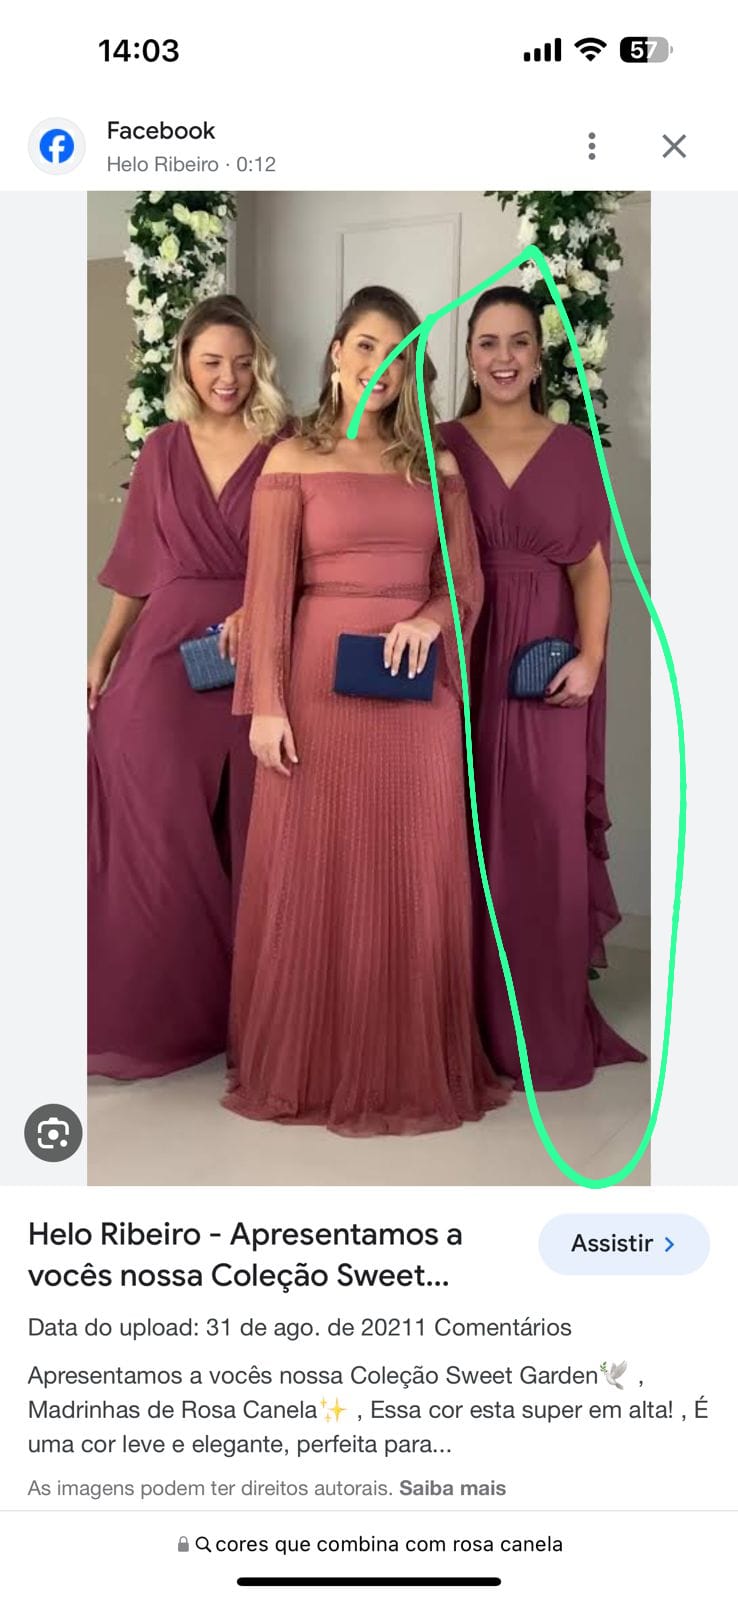 14:03
57
Facebook
Helo Ribeiro · 0:12
Helo Ribeiro - Apresentamos a
vocês nossa Coleção Sweet...
Assistir
Data do upload: 31 de ago. de 20211 Comentários
Apresentamos a vocês nossa Coleção Sweet Garden🕊️ ,
Madrinhas de Rosa Canela✨ , Essa cor esta super em alta! , É
uma cor leve e elegante, perfeita para...
As imagens podem ter direitos autorais. Saiba mais
cores que combina com rosa canela